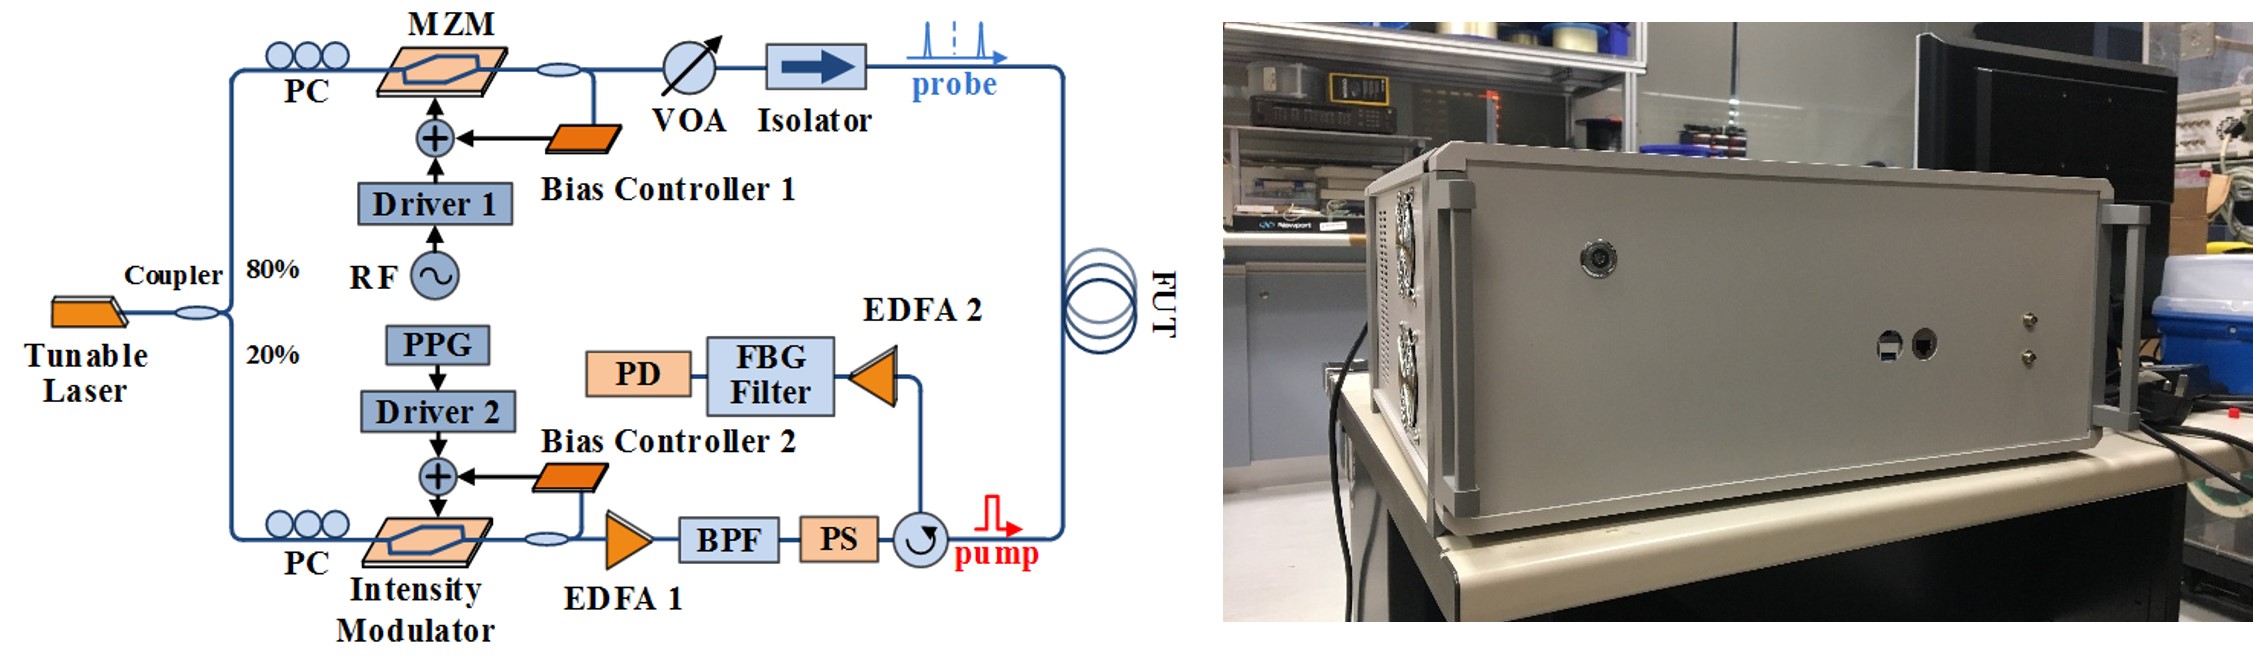 MZM
PC
VOA
Isolator
probe
Bias Controller 1
Driver 1
RF
Coupler
80%
20%
Tunable
Laser
PPG
Driver 2
Bias Controller 2
PD
FBG
Filter
EDFA 2
FUT
PC
Intensity
Modulator
EDFA 1
BPF
PS
pump
Newport